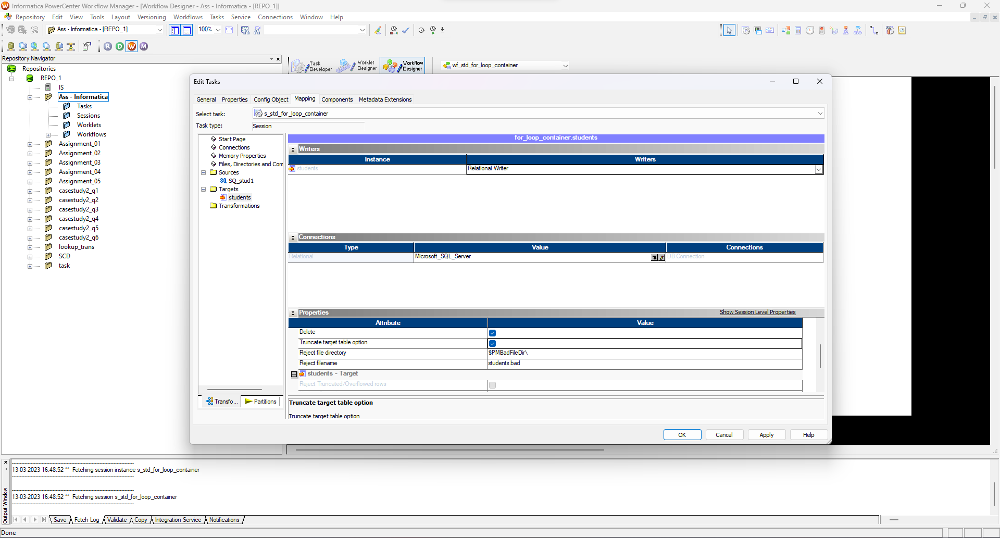 Informatica PowerCenter Workflow Manager - [Workflow Designer - Ass - Informatica - [REPO_1]]
Repository Edit View Tools Layout Versioning Workflows Tasks Service Connections Window Help
Ass - Informatica - [REPO_1] 100%
R D W M
Repository Navigator
Task Developer Worklet Designer Workflow Designer wf_std_for_loop_container
Repositories
REPO_1
IS
Ass - Informatica
Tasks
Sessions
Worklets
Workflows
Assignment_01
Assignment_02
Assignment_03
Assignment_04
Assignment_05
casestudy2_q1
casestudy2_q2
casestudy2_q3
casestudy2_q4
casestudy2_q5
casestudy2_q6
lookup_trans
SCD
task
Edit Tasks
General Properties Config Object Mapping Components Metadata Extensions
Select task: s_std_for_loop_container
Task type: Session
Start Page
Connections
Memory Properties
Files, Directories and Com
Sources
SQ SQ_stud1
Targets
students
Transformations
Transfo... Partitions
for_loop_container.students
Writers
Instance Writers
students Relational Writer
Connections
Type Value Connections
Relational Microsoft_SQL_Server DB Connection
Properties Show Session Level Properties
Attribute Value
Delete
Truncate target table option
Reject file directory $PMBadFileDir\
Reject filename students.bad
students - Target
Reject Truncated/Overflowed rows
Truncate target table option
Truncate target table option
OK Cancel Apply Help
Output Window
13-03-2023 16:48:52 ** Fetching session instance s_std_for_loop_container
13-03-2023 16:48:52 ** Fetching session s_std_for_loop_container
Save Fetch Log Validate Copy Integration Service Notifications
Done